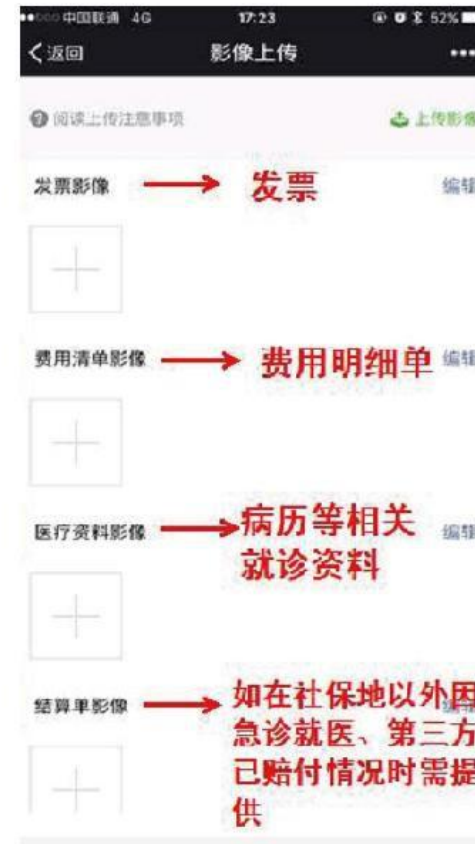 中国联通 4G 17:23 52%
返回 影像上传
阅读上传注意事项 上传影像
发票影像 发票 编辑
费用清单影像 费用明细单 编辑
医疗资料影像 病历等相关 编辑
就诊资料
结算单影像 如在社保地以外因
急诊就医、第三方
已赔付情况时需提
供